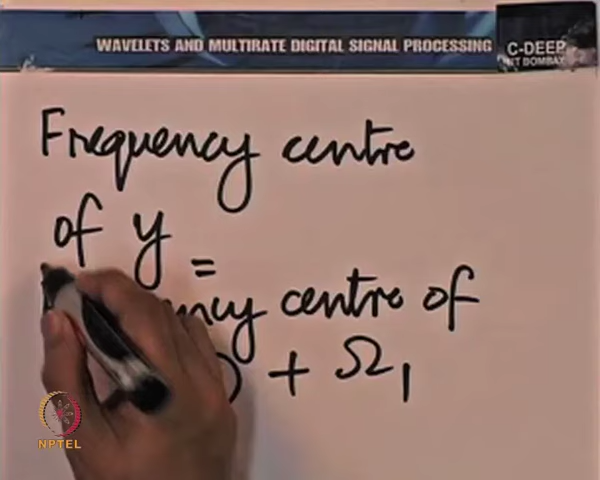 WAVELETS AND MULTIRATE DIGITAL SIGNAL PROCESSING
C-DEEP
IIT BOMBAY
Frequency centre
of y =
centre of
+ Ω1
NPTEL